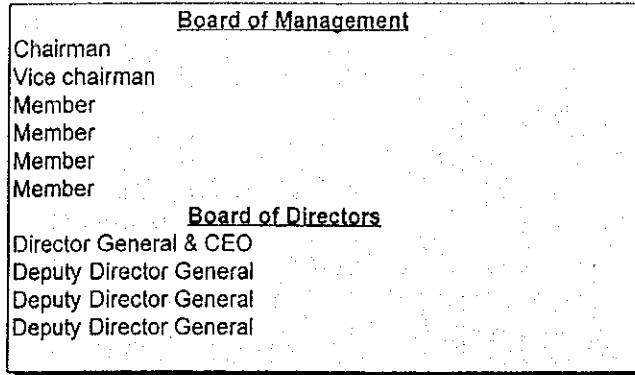 Board of Management
Chairman
Vice chairman
Member
Member
Member
Member
Board of Directors
Director General & CEO
Deputy Director General
Deputy Director General
Deputy Director General